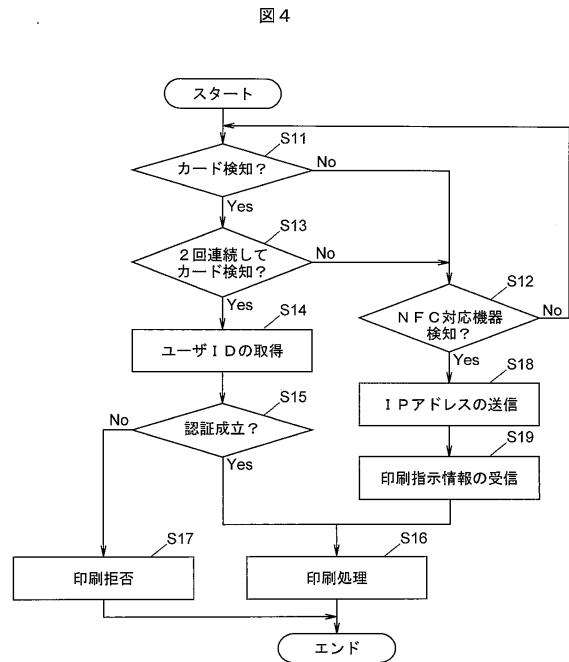 図４
スタート
S11
カード検知？
No
Yes
S13
２回連続して
カード検知？
No
Yes
S12
ＮＦＣ対応機器
検知？
No
Yes
S14
ユーザＩＤの取得
S18
ＩＰアドレスの送信
S15
認証成立？
No
Yes
S19
印刷指示情報の受信
S17
印刷拒否
S16
印刷処理
エンド